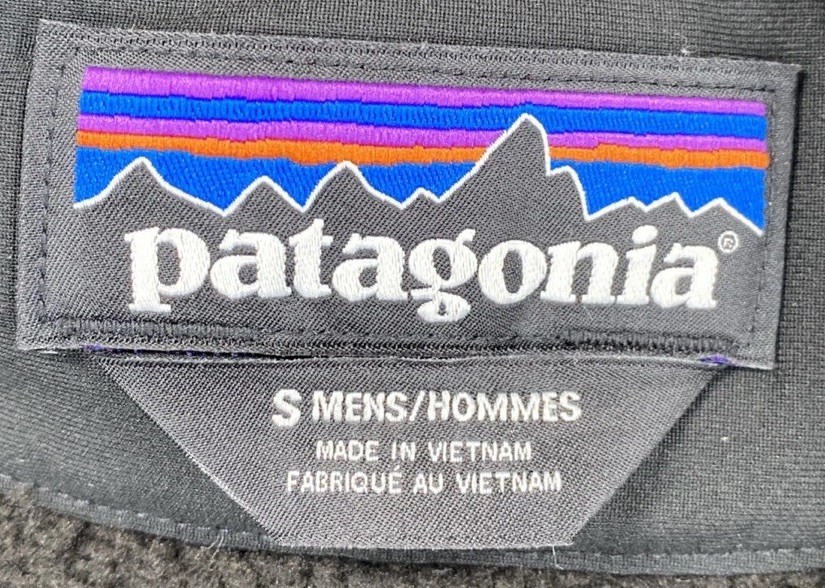 patagonia®
S MENS/HOMMES
MADE IN VIETNAM
FABRIQUÉ AU VIETNAM